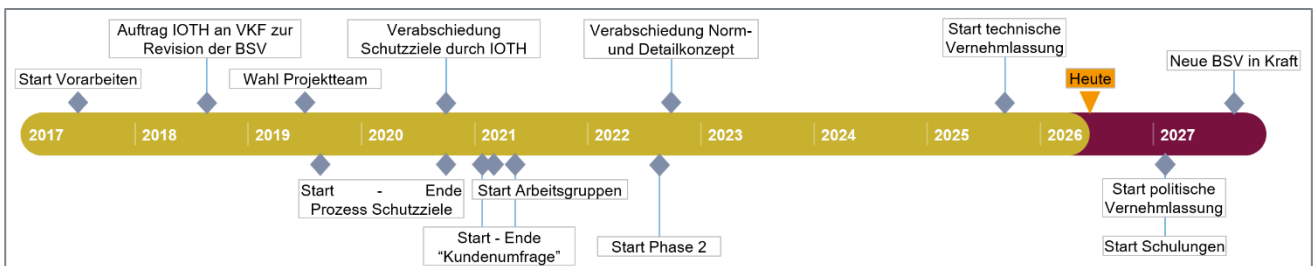 Auftrag IOTH an VKF zur
Revision der BSV
Verabschiedung
Schutzziele durch IOTH
Verabschiedung Norm-
und Detailkonzept
Start technische
Vernehmlassung
Start Vorarbeiten
Wahl Projektteam
Heute
Neue BSV in Kraft
2017 2018 2019 2020 2021 2022 2023 2024 2025 2026 2027
Start - Ende
Prozess Schutzziele
Start Arbeitsgruppen
Start - Ende
“Kundenumfrage”
Start Phase 2
Start politische
Vernehmlassung
Start Schulungen